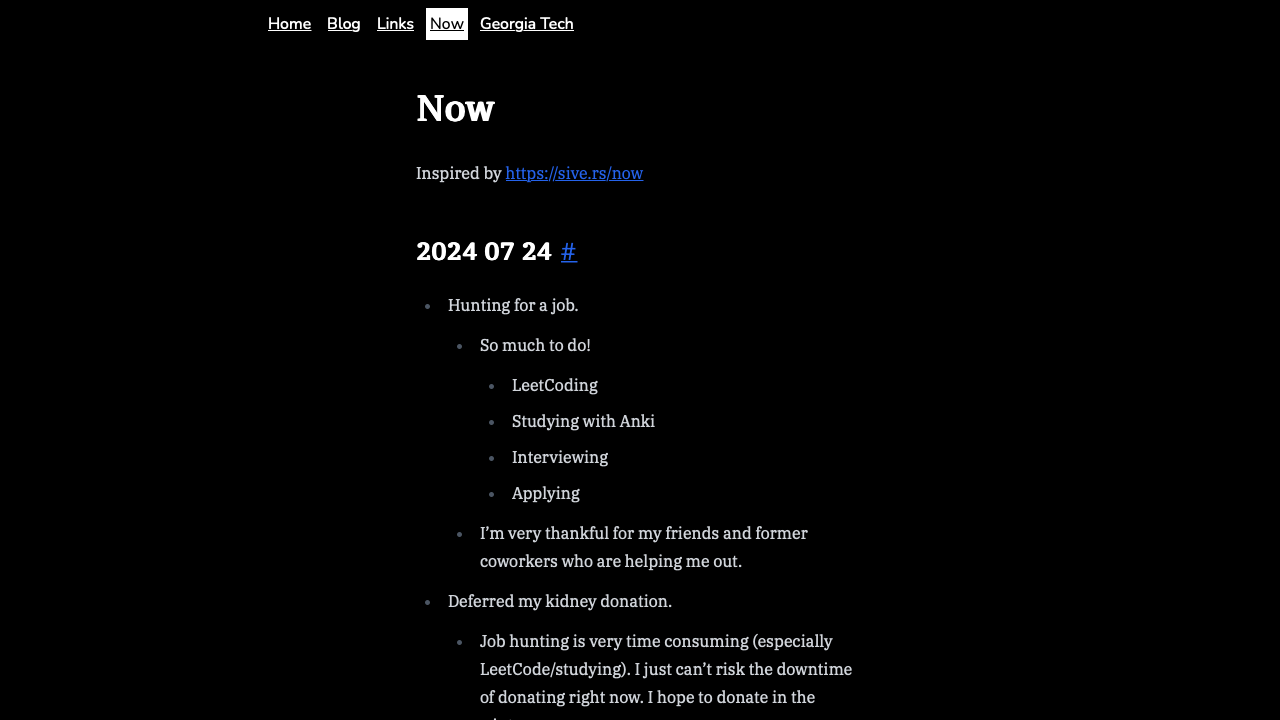 Home Blog Links Now Georgia Tech
Now
Inspired by https://sive.rs/now
2024 07 24 #
Hunting for a job.
So much to do!
LeetCoding
Studying with Anki
Interviewing
Applying
I’m very thankful for my friends and former
coworkers who are helping me out.
Deferred my kidney donation.
Job hunting is very time consuming (especially
LeetCode/studying). I just can’t risk the downtime
of donating right now. I hope to donate in the